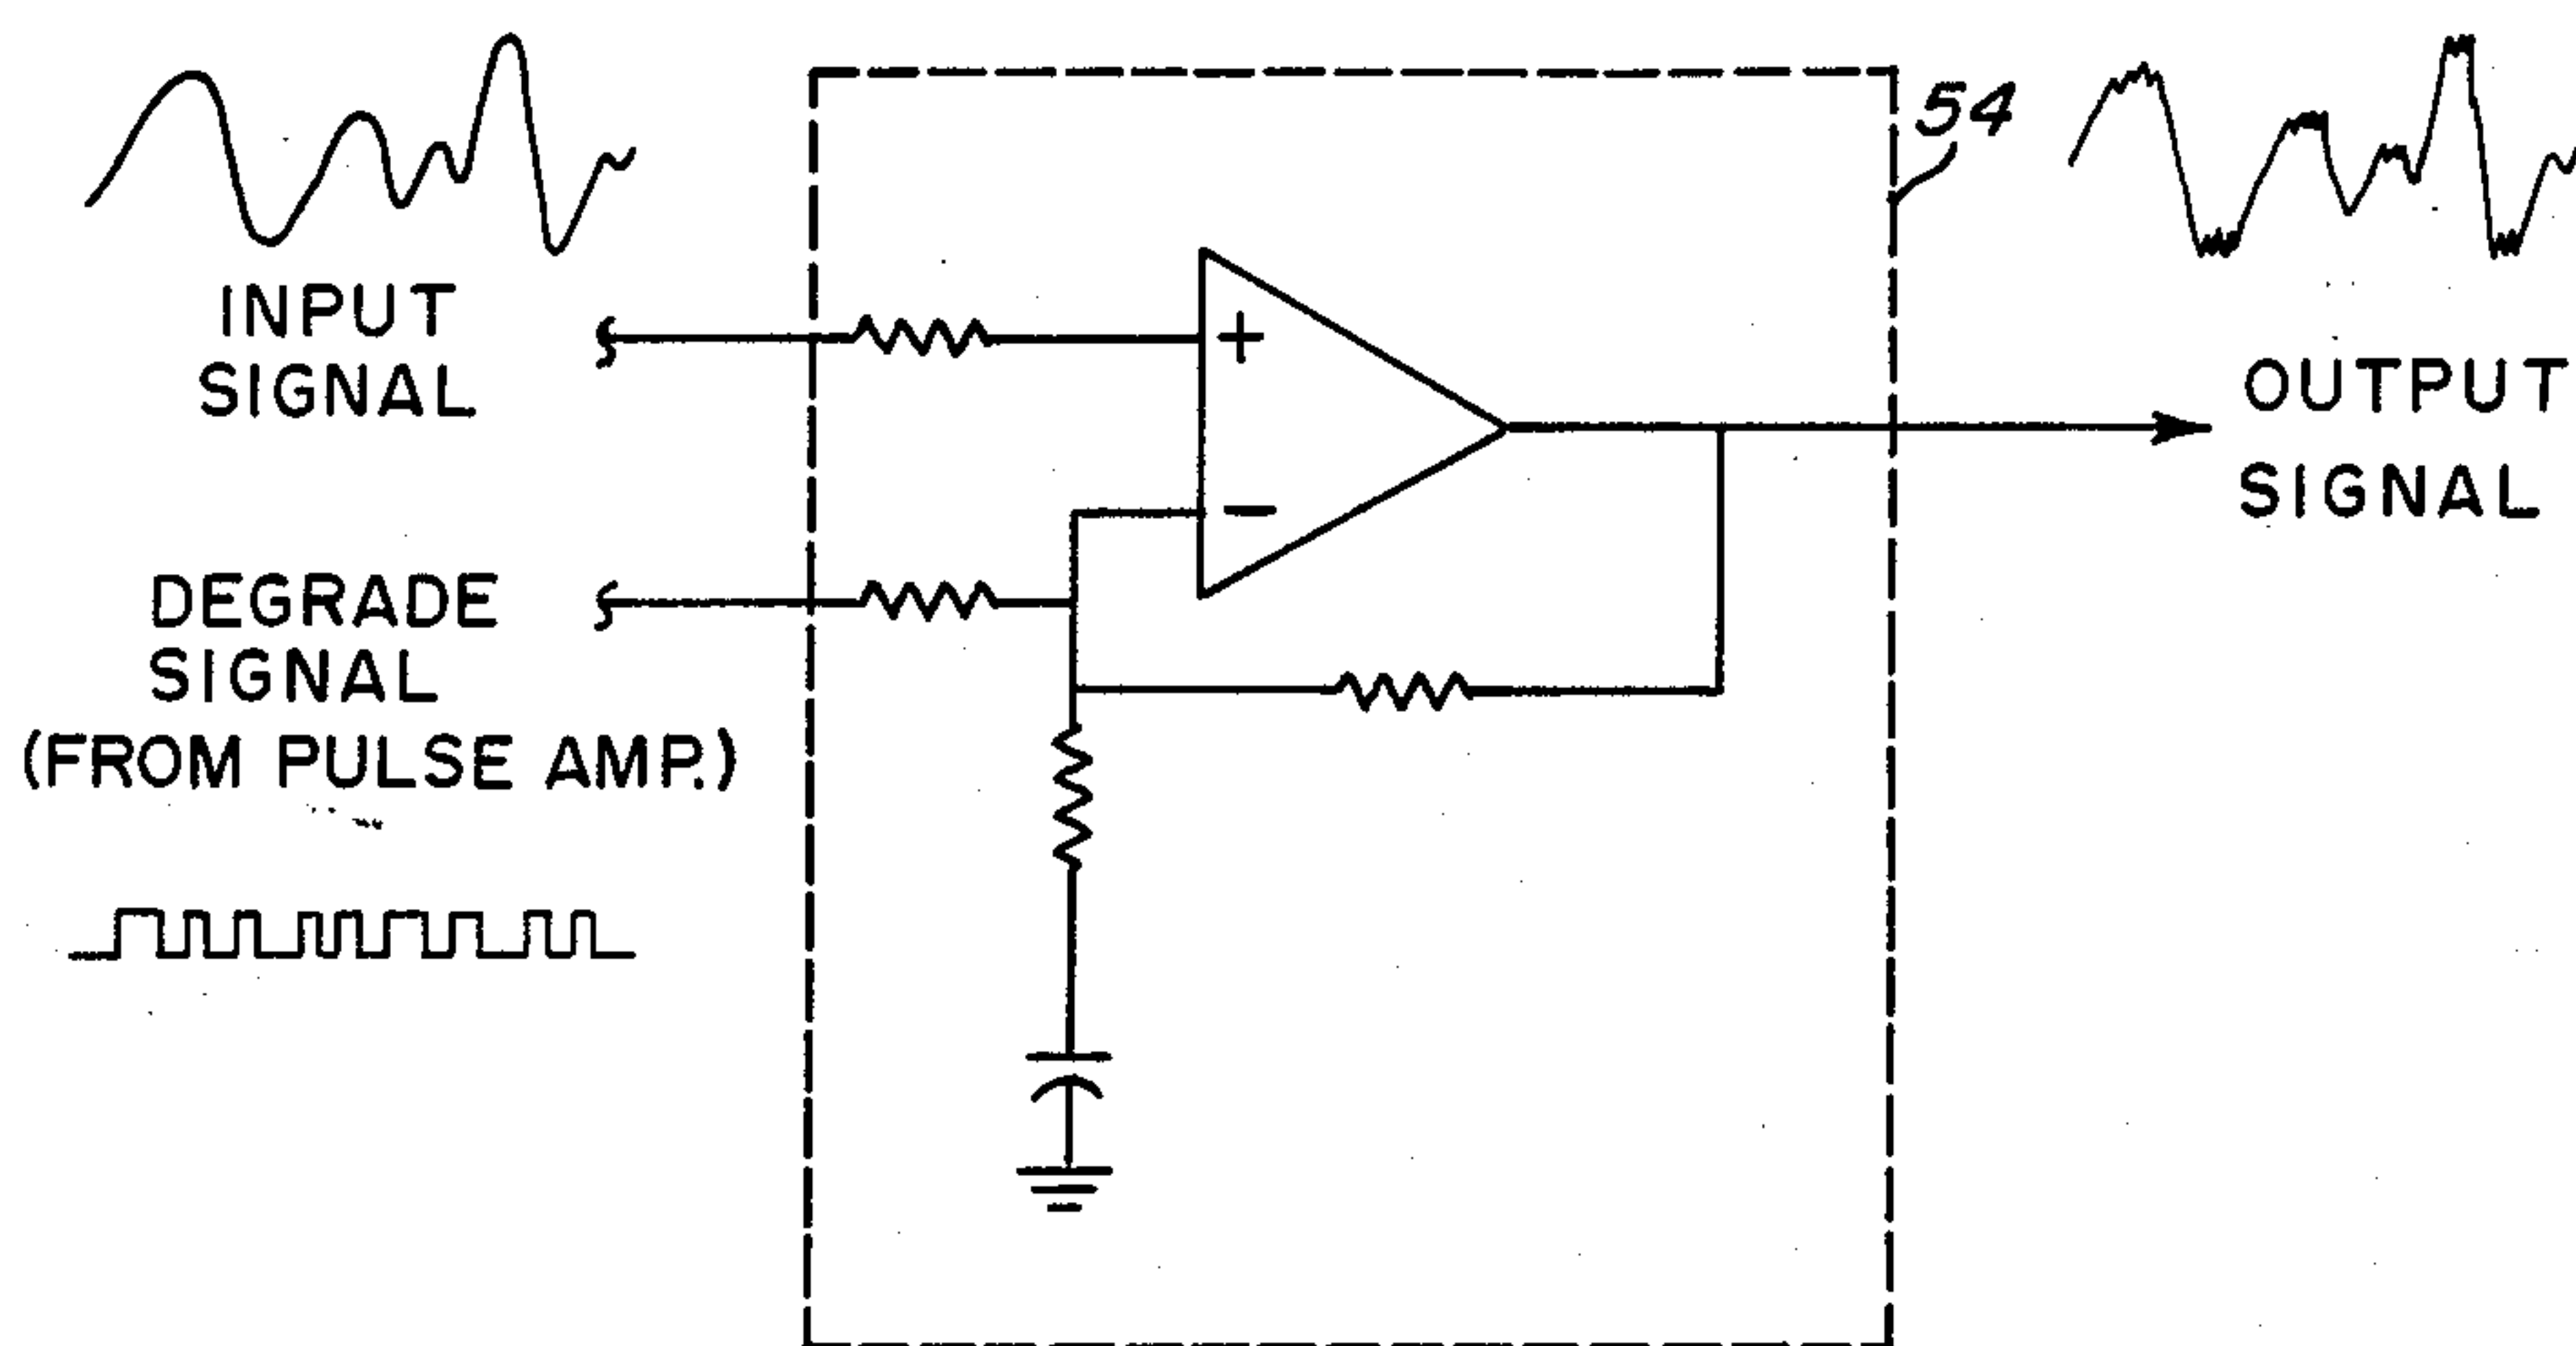 INPUT
SIGNAL
DEGRADE
SIGNAL
(FROM PULSE AMP.)
+
−
54
OUTPUT
SIGNAL